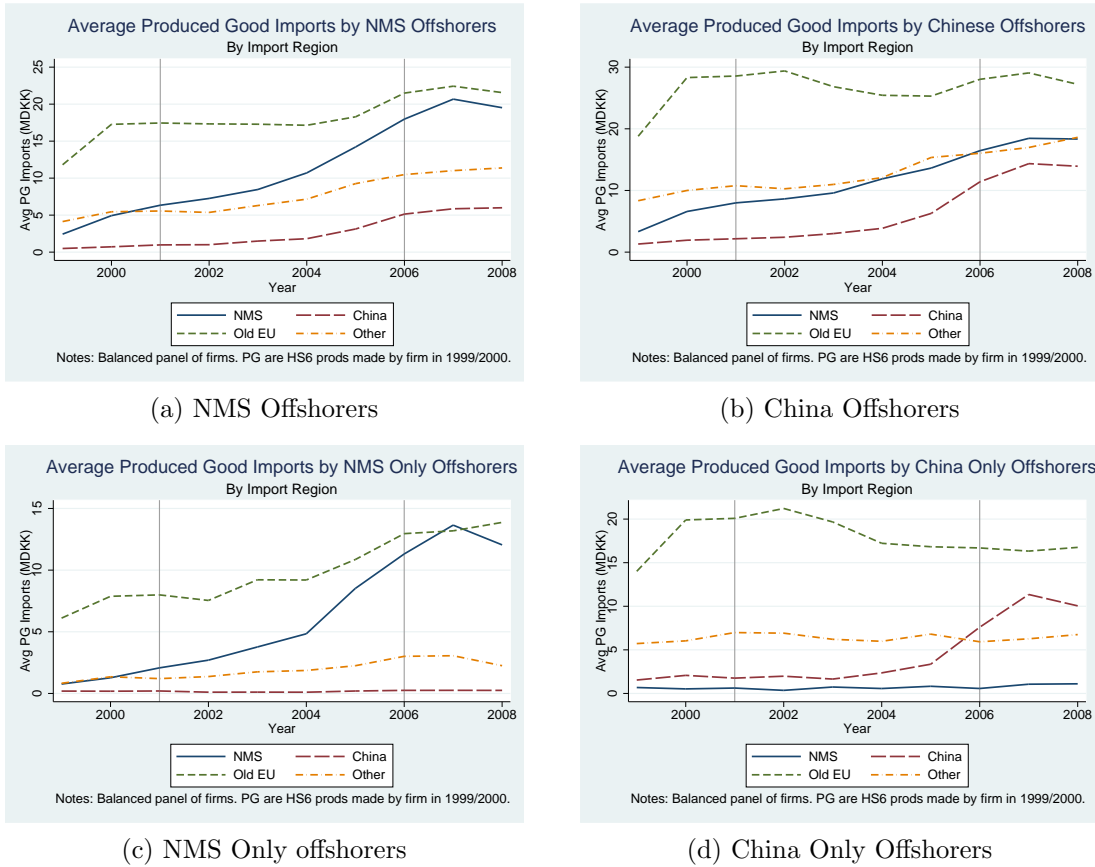 Average Produced Good Imports by NMS Offshorers
By Import Region
Avg PG Imports (MDKK)
25
20
15
10
5
0
2000 2002 2004 2006 2008
Year
NMS China
Old EU Other
Notes: Balanced panel of firms. PG are HS6 prods made by firm in 1999/2000.
(a) NMS Offshorers
Average Produced Good Imports by Chinese Offshorers
By Import Region
Avg PG Imports (MDKK)
30
20
10
0
2000 2002 2004 2006 2008
Year
NMS China
Old EU Other
Notes: Balanced panel of firms. PG are HS6 prods made by firm in 1999/2000.
(b) China Offshorers
Average Produced Good Imports by NMS Only Offshorers
By Import Region
Avg PG Imports (MDKK)
15
10
5
0
2000 2002 2004 2006 2008
Year
NMS China
Old EU Other
Notes: Balanced panel of firms. PG are HS6 prods made by firm in 1999/2000.
(c) NMS Only offshorers
Average Produced Good Imports by China Only Offshorers
By Import Region
Avg PG Imports (MDKK)
20
15
10
5
0
2000 2002 2004 2006 2008
Year
NMS China
Old EU Other
Notes: Balanced panel of firms. PG are HS6 prods made by firm in 1999/2000.
(d) China Only Offshorers